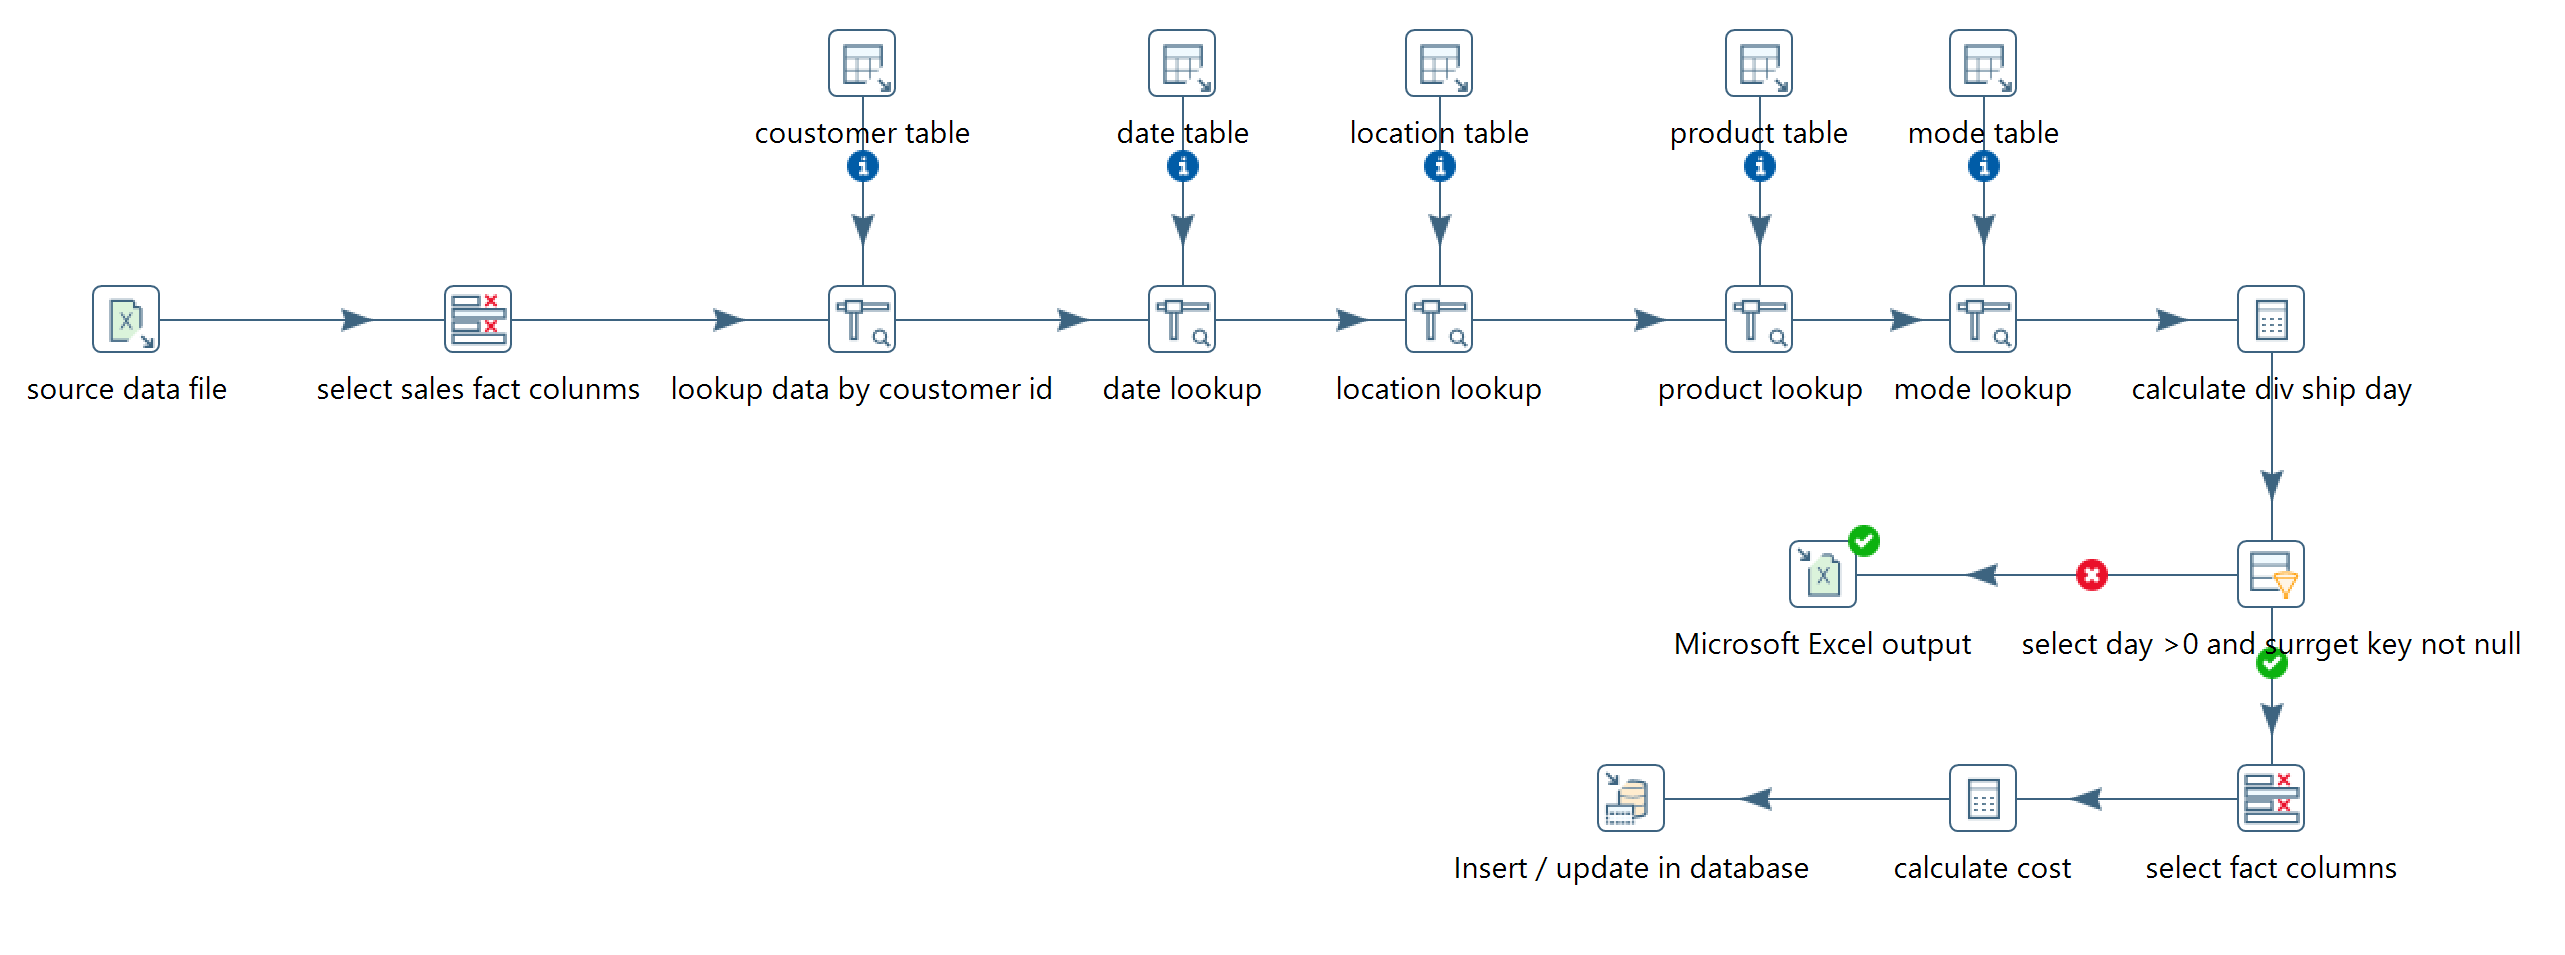 coustomer table
date table
location table
product table
mode table
source data file
select sales fact colunms
lookup data by coustomer id
date lookup
location lookup
product lookup
mode lookup
calculate div ship day
Microsoft Excel output
select day >0 and surrget key not null
Insert / update in database
calculate cost
select fact columns